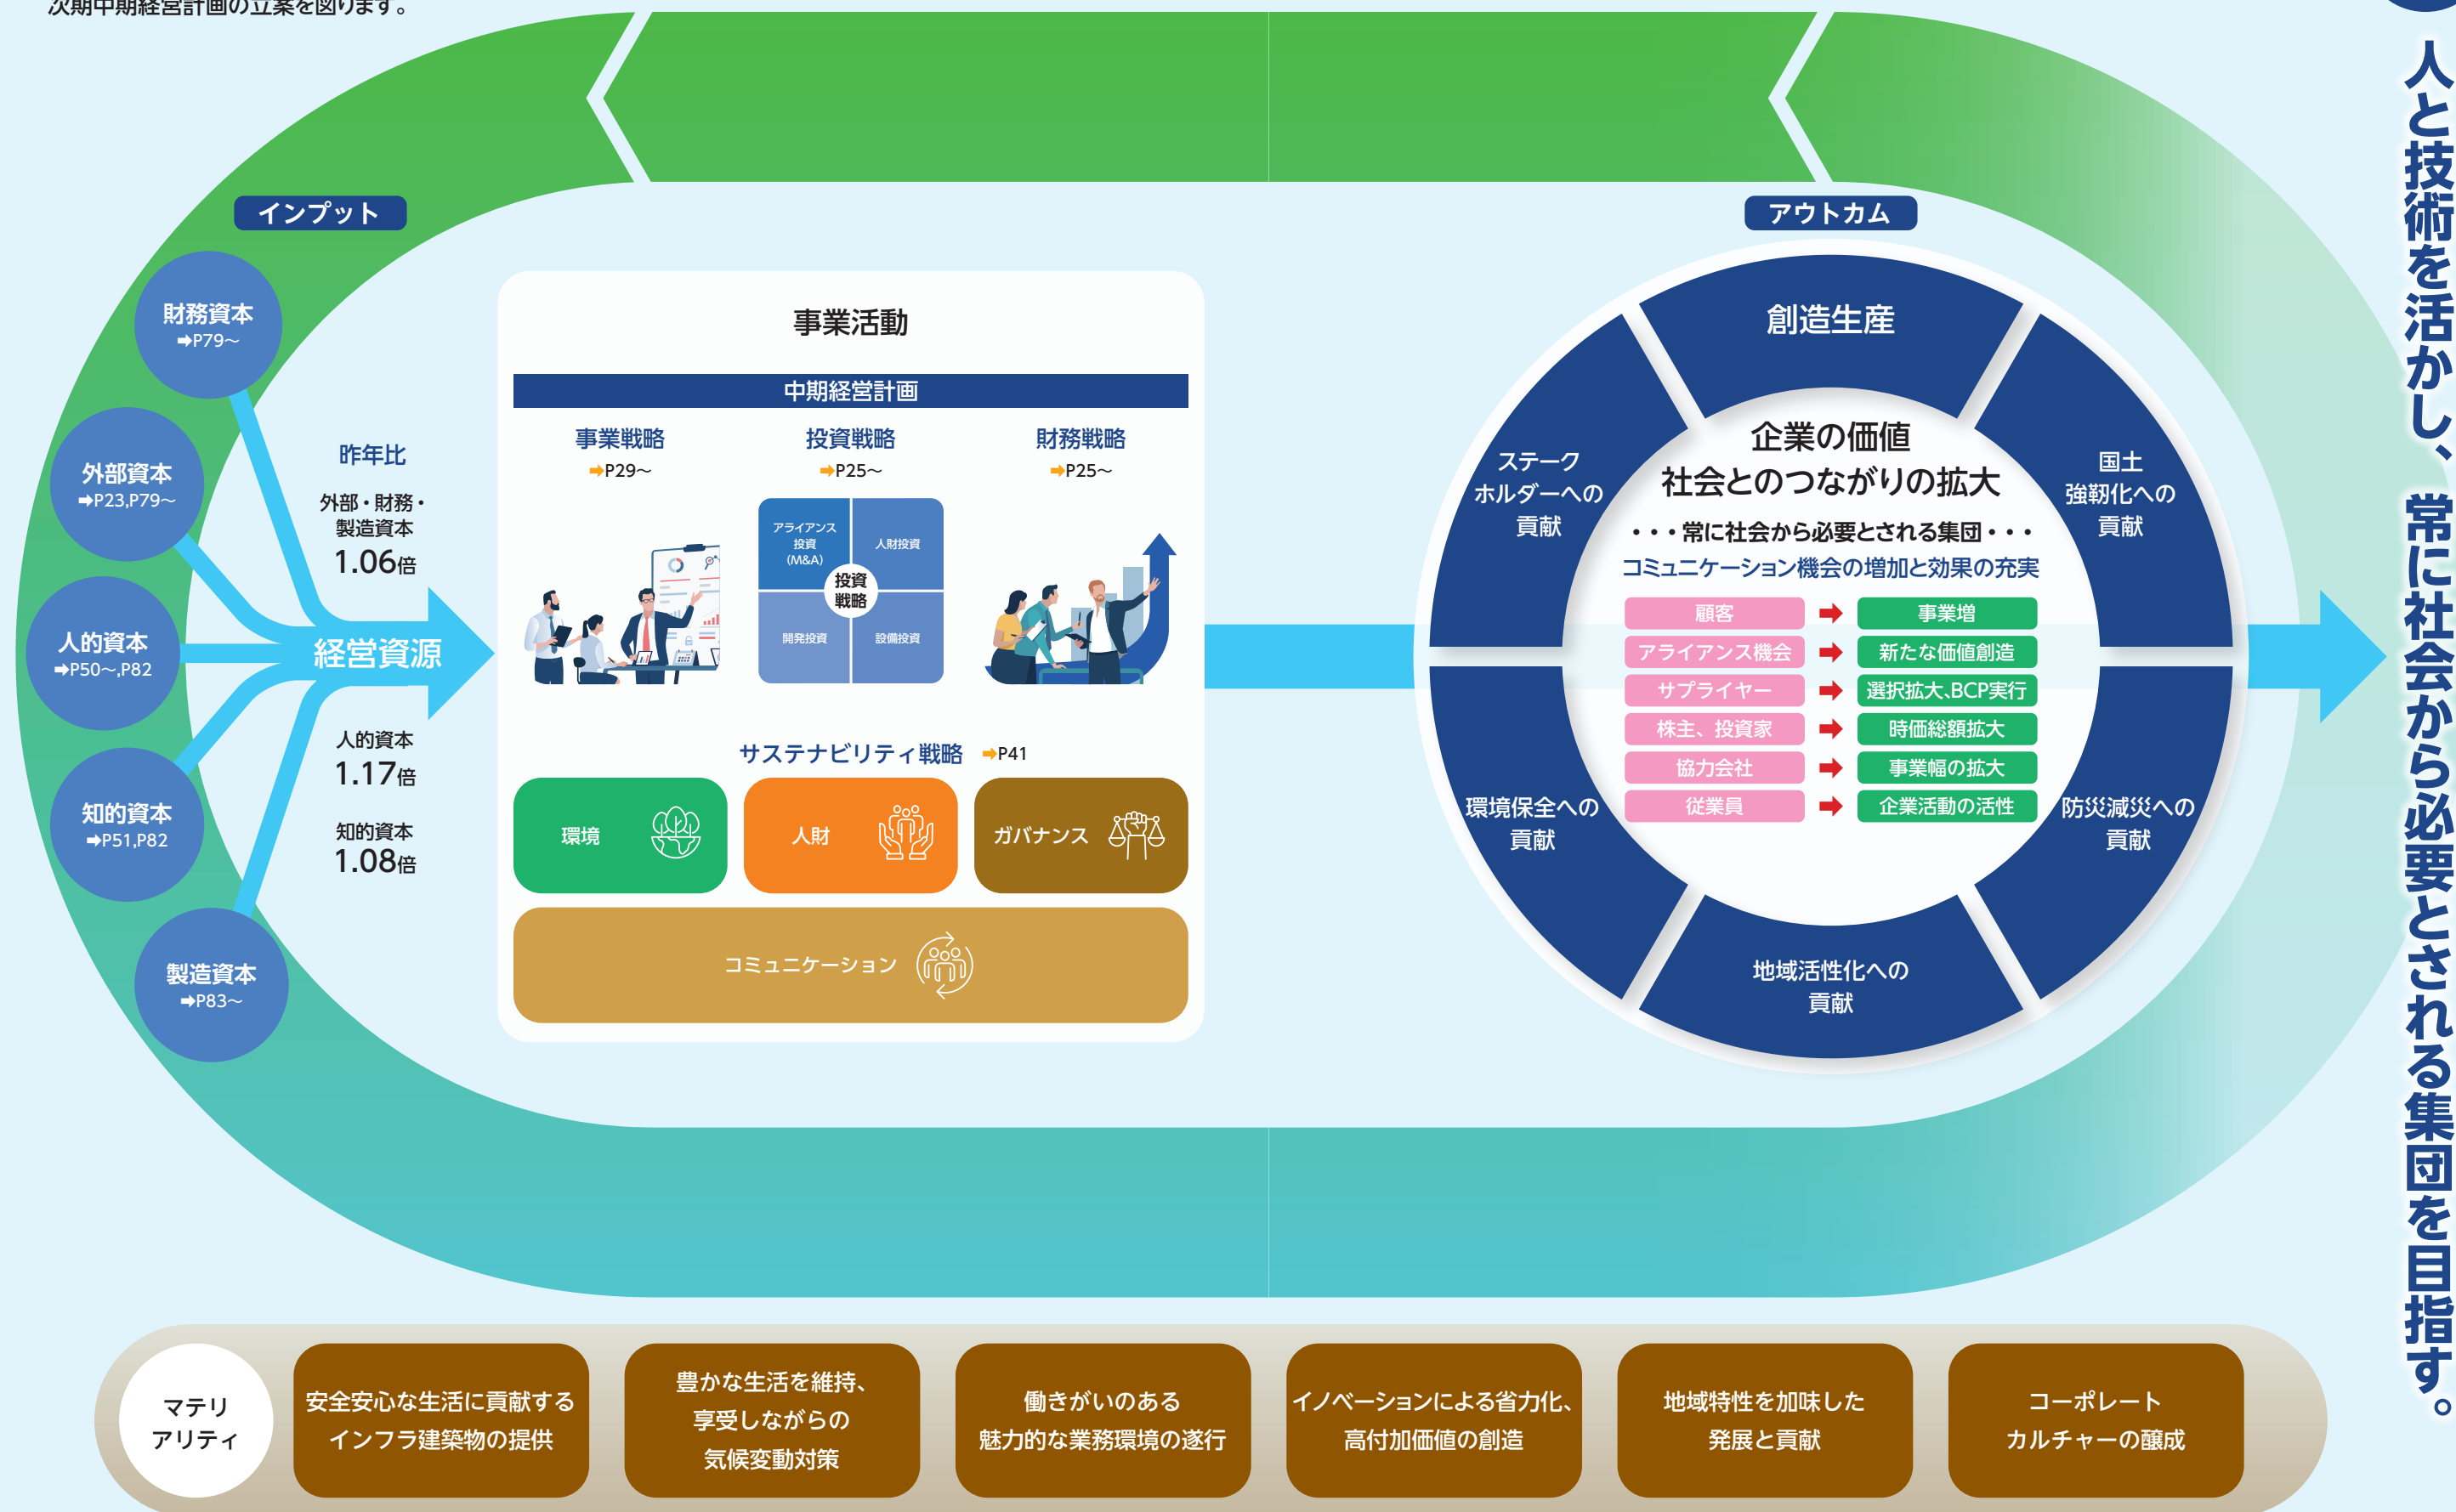 次期中期経営計画の立案を図ります。
インプット
財務資本
➡P79～
外部資本
➡P23,P79～
人的資本
➡P50～,P82
知的資本
➡P51,P82
製造資本
➡P83～
昨年比
外部・財務・
製造資本
1.06倍
経営資源
人的資本
1.17倍
知的資本
1.08倍
事業活動
中期経営計画
事業戦略
➡P29～
投資戦略
➡P25～
財務戦略
➡P25～
アライアンス
投資
(M&A)
人財投資
投資
戦略
開発投資
設備投資
サステナビリティ戦略 ➡P41
環境
人財
ガバナンス
コミュニケーション
アウトカム
創造生産
ステーク
ホルダーへの
貢献
国土
強靭化への
貢献
環境保全への
貢献
防災減災への
貢献
地域活性化への
貢献
企業の価値
社会とのつながりの拡大
・・・常に社会から必要とされる集団・・・
コミュニケーション機会の増加と効果の充実
顧客 ➡ 事業増
アライアンス機会 ➡ 新たな価値創造
サプライヤー ➡ 選択拡大、BCP実行
株主、投資家 ➡ 時価総額拡大
協力会社 ➡ 事業幅の拡大
従業員 ➡ 企業活動の活性
人と技術を活かし、常に社会から必要とされる集団を目指す。
マテリ
アリティ
安全安心な生活に貢献する
インフラ建築物の提供
豊かな生活を維持、
享受しながらの
気候変動対策
働きがいのある
魅力的な業務環境の遂行
イノベーションによる省力化、
高付加価値の創造
地域特性を加味した
発展と貢献
コーポレート
カルチャーの醸成